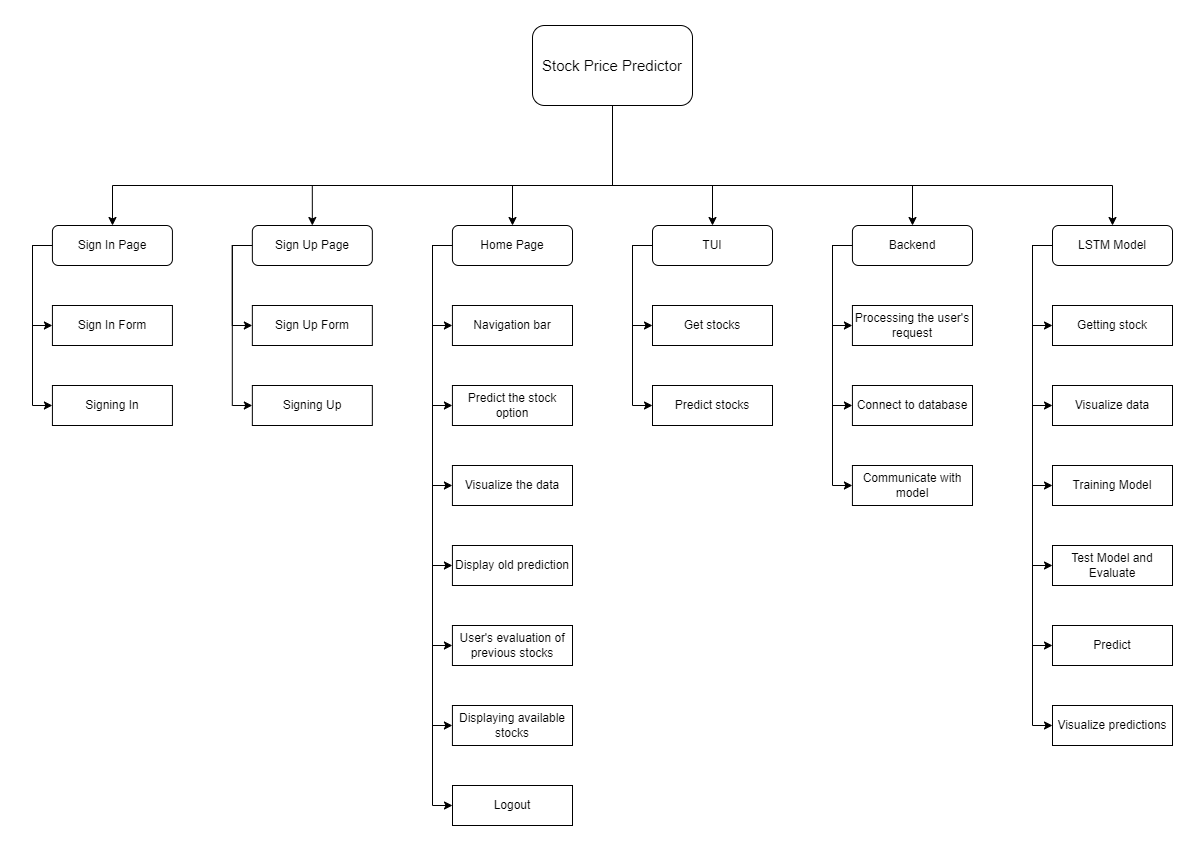 Stock Price Predictor
Sign In Page
Sign Up Page
Home Page
TUI
Backend
LSTM Model
Sign In Form
Sign Up Form
Navigation bar
Get stocks
Processing the user's
request
Getting stock
Signing In
Signing Up
Predict the stock
option
Predict stocks
Connect to database
Visualize data
Visualize the data
Communicate with
model
Training Model
Display old prediction
Test Model and
Evaluate
User's evaluation of
previous stocks
Predict
Displaying available
stocks
Visualize predictions
Logout